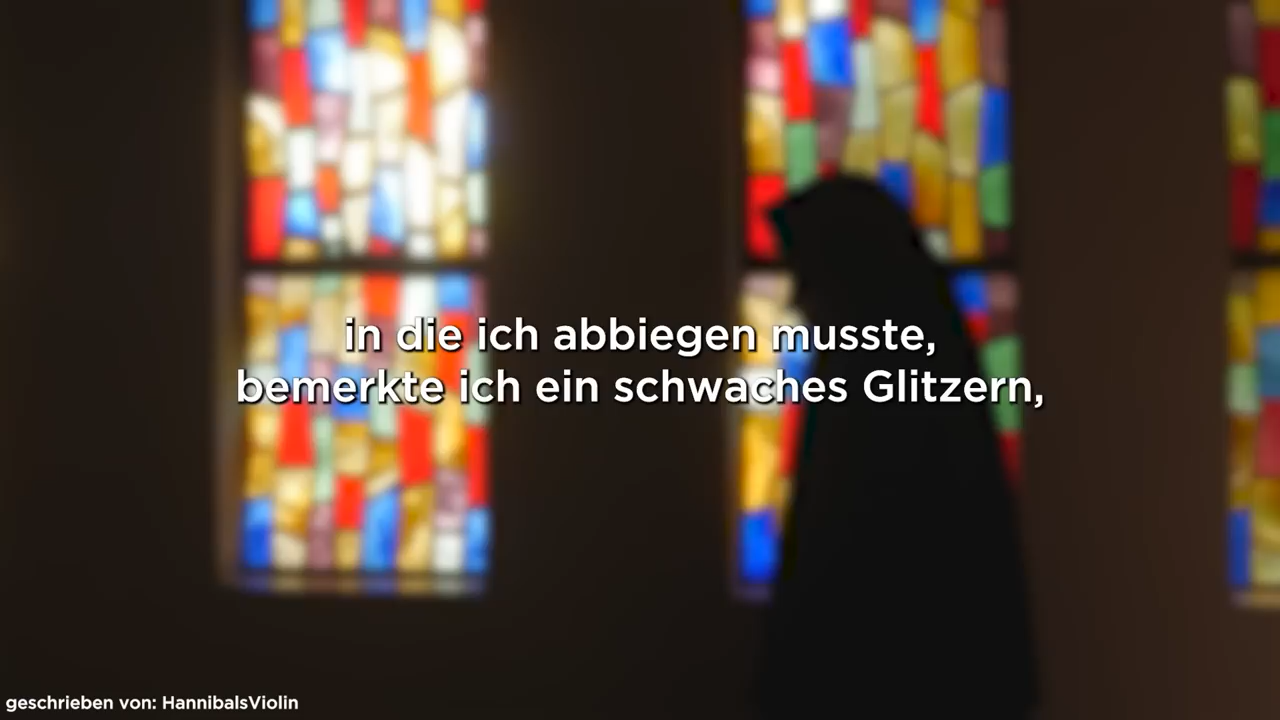 in die ich abbiegen musste,
bemerkte ich ein schwaches Glitzern,
geschrieben von: HannibalsViolin